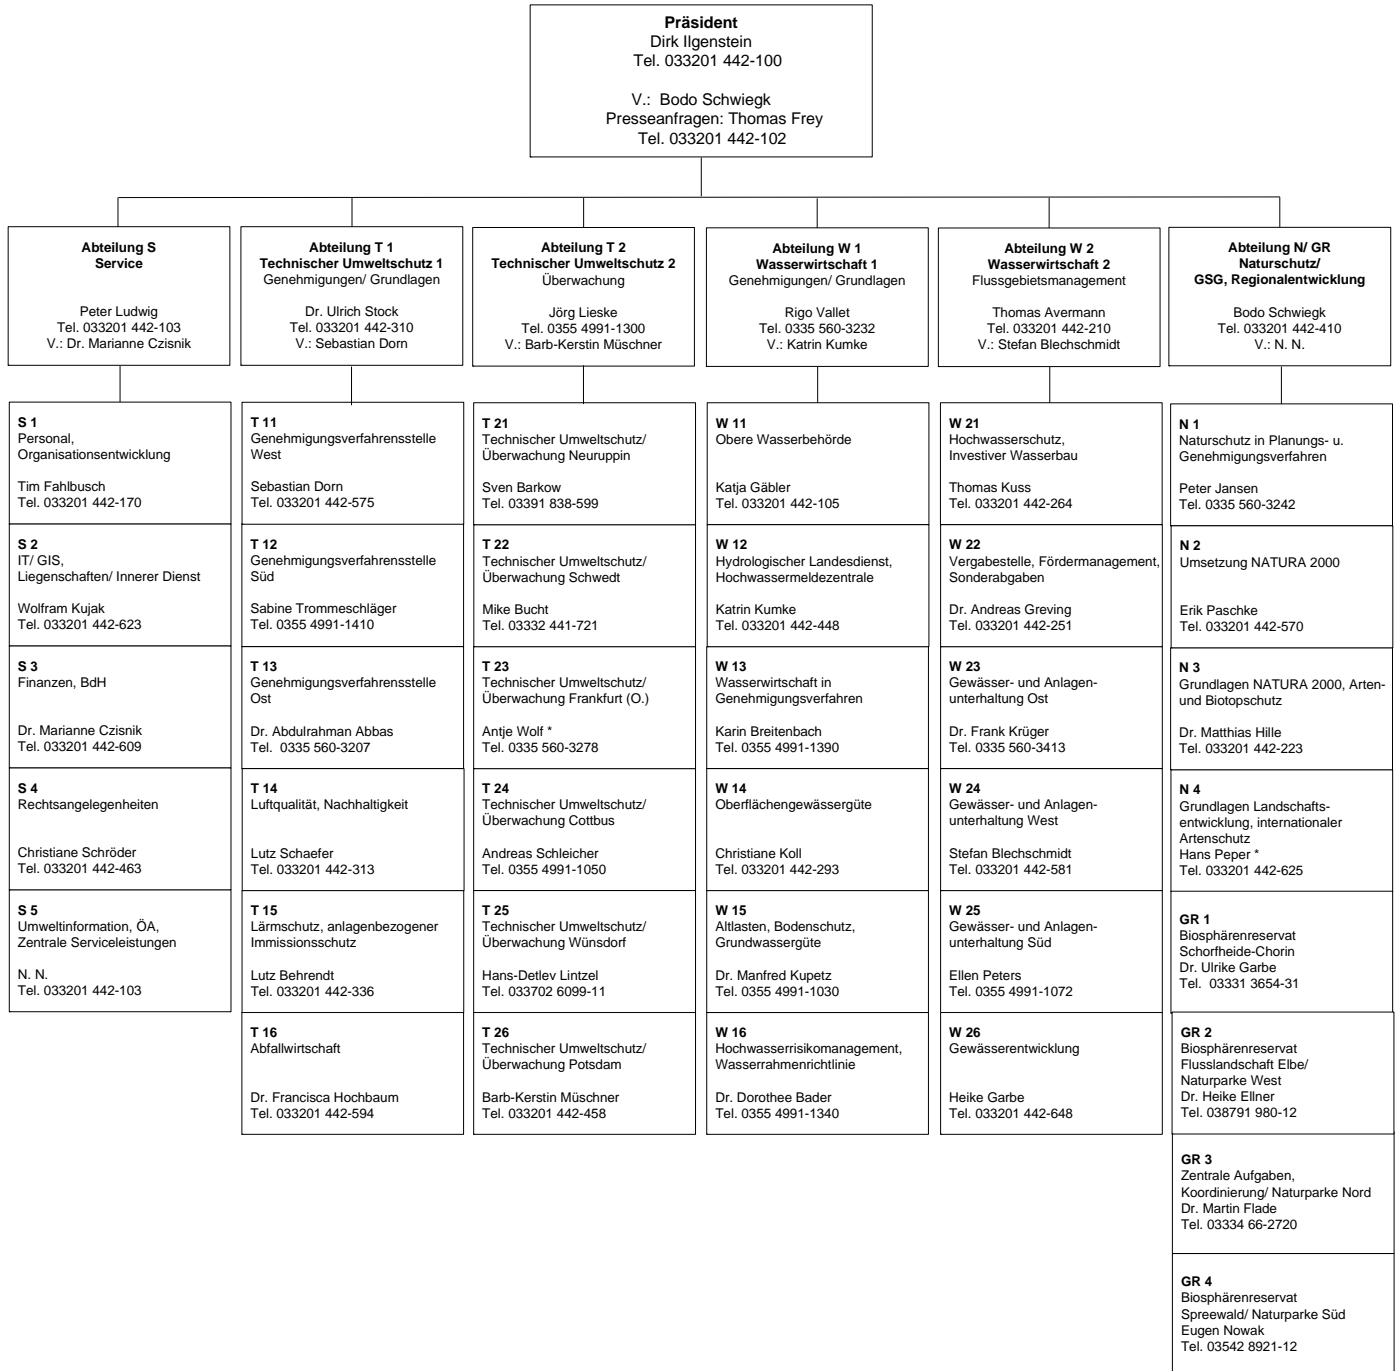 Präsident
Dirk Ilgenstein
Tel. 033201 442-100
V.: Bodo Schwiegk
Presseanfragen: Thomas Frey
Tel. 033201 442-102
Abteilung S
Service
Peter Ludwig
Tel. 033201 442-103
V.: Dr. Marianne Czisnik
Abteilung T 1
Technischer Umweltschutz 1
Genehmigungen/ Grundlagen
Dr. Ulrich Stock
Tel. 033201 442-310
V.: Sebastian Dorn
Abteilung T 2
Technischer Umweltschutz 2
Überwachung
Jörg Lieske
Tel. 0355 4991-1300
V.: Barb-Kerstin Müschner
Abteilung W 1
Wasserwirtschaft 1
Genehmigungen/ Grundlagen
Rigo Vallet
Tel. 0335 560-3232
V.: Katrin Kumke
Abteilung W 2
Wasserwirtschaft 2
Flussgebietsmanagement
Thomas Avermann
Tel. 033201 442-210
V.: Stefan Blechschmidt
Abteilung N/ GR
Naturschutz/
GSG, Regionalentwicklung
Bodo Schwiegk
Tel. 033201 442-410
V.: N. N.
S 1
Personal,
Organisationsentwicklung
Tim Fahlbusch
Tel. 033201 442-170
S 2
IT/ GIS,
Liegenschaften/ Innerer Dienst
Wolfram Kujak
Tel. 033201 442-623
S 3
Finanzen, BdH
Dr. Marianne Czisnik
Tel. 033201 442-609
S 4
Rechtsangelegenheiten
Christiane Schröder
Tel. 033201 442-463
S 5
Umweltinformation, ÖA,
Zentrale Serviceleistungen
N. N.
Tel. 033201 442-103
T 11
Genehmigungsverfahrensstelle
West
Sebastian Dorn
Tel. 033201 442-575
T 12
Genehmigungsverfahrensstelle
Süd
Sabine Trommeschläger
Tel. 0355 4991-1410
T 13
Genehmigungsverfahrensstelle
Ost
Dr. Abdulrahman Abbas
Tel. 0335 560-3207
T 14
Luftqualität, Nachhaltigkeit
Lutz Schaefer
Tel. 033201 442-313
T 15
Lärmschutz, anlagenbezogener
Immissionsschutz
Lutz Behrendt
Tel. 033201 442-336
T 16
Abfallwirtschaft
Dr. Francisca Hochbaum
Tel. 033201 442-594
T 21
Technischer Umweltschutz/
Überwachung Neuruppin
Sven Barkow
Tel. 03391 838-599
T 22
Technischer Umweltschutz/
Überwachung Schwedt
Mike Bucht
Tel. 03332 441-721
T 23
Technischer Umweltschutz/
Überwachung Frankfurt (O.)
Antje Wolf *
Tel. 0335 560-3278
T 24
Technischer Umweltschutz/
Überwachung Cottbus
Andreas Schleicher
Tel. 0355 4991-1050
T 25
Technischer Umweltschutz/
Überwachung Wünsdorf
Hans-Detlev Lintzel
Tel. 033702 6099-11
T 26
Technischer Umweltschutz/
Überwachung Potsdam
Barb-Kerstin Müschner
Tel. 033201 442-458
W 11
Obere Wasserbehörde
Katja Gäbler
Tel. 033201 442-105
W 12
Hydrologischer Landesdienst,
Hochwassermeldezentrale
Katrin Kumke
Tel. 033201 442-448
W 13
Wasserwirtschaft in
Genehmigungsverfahren
Karin Breitenbach
Tel. 0355 4991-1390
W 14
Oberflächengewässergüte
Christiane Koll
Tel. 033201 442-293
W 15
Altlasten, Bodenschutz,
Grundwassergüte
Dr. Manfred Kupetz
Tel. 0355 4991-1030
W 16
Hochwasserrisikomanagement,
Wasserrahmenrichtlinie
Dr. Dorothee Bader
Tel. 0355 4991-1340
W 21
Hochwasserschutz,
Investiver Wasserbau
Thomas Kuss
Tel. 033201 442-264
W 22
Vergabestelle, Fördermanagement,
Sonderabgaben
Dr. Andreas Greving
Tel. 033201 442-251
W 23
Gewässer- und Anlagen-
unterhaltung Ost
Dr. Frank Krüger
Tel. 0335 560-3413
W 24
Gewässer- und Anlagen-
unterhaltung West
Stefan Blechschmidt
Tel. 033201 442-581
W 25
Gewässer- und Anlagen-
unterhaltung Süd
Ellen Peters
Tel. 0355 4991-1072
W 26
Gewässerentwicklung
Heike Garbe
Tel. 033201 442-648
N 1
Naturschutz in Planungs- u.
Genehmigungsverfahren
Peter Jansen
Tel. 0335 560-3242
N 2
Umsetzung NATURA 2000
Erik Paschke
Tel. 033201 442-570
N 3
Grundlagen NATURA 2000, Arten-
und Biotopschutz
Dr. Matthias Hille
Tel. 033201 442-223
N 4
Grundlagen Landschafts-
entwicklung, internationaler
Artenschutz
Hans Peper *
Tel. 033201 442-625
GR 1
Biosphärenreservat
Schorfheide-Chorin
Dr. Ulrike Garbe
Tel. 03331 3654-31
GR 2
Biosphärenreservat
Flusslandschaft Elbe/
Naturparke West
Dr. Heike Ellner
Tel. 038791 980-12
GR 3
Zentrale Aufgaben,
Koordinierung/ Naturparke Nord
Dr. Martin Flade
Tel. 03334 66-2720
GR 4
Biosphärenreservat
Spreewald/ Naturparke Süd
Eugen Nowak
Tel. 03542 8921-12